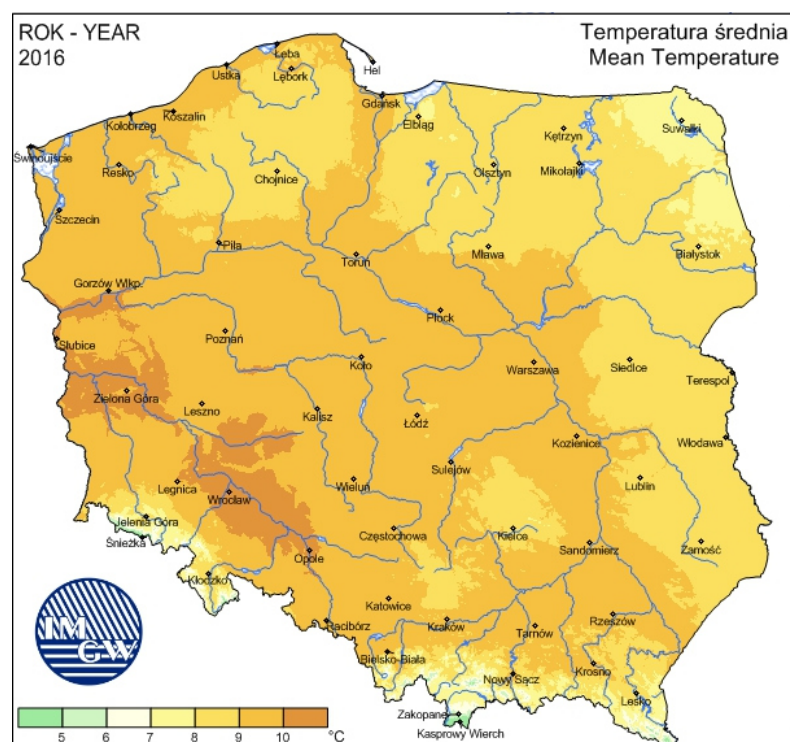 ROK - YEAR
2016
Temperatura średnia
Mean Temperature
Łeba
Ustka
Lębork
Hel
Gdańsk
Koszalin
Kołobrzeg
Elbląg
Kętrzyn
Suwałki
Świnoujście
Resko
Chojnice
Olsztyn
Mikołajki
Szczecin
Piła
Toruń
Mława
Białystok
Gorzów Wlkp.
Płock
Słubice
Poznań
Koło
Warszawa
Siedlce
Terespol
Zielona Góra
Leszno
Kalisz
Łódź
Kozienice
Włodawa
Sulejów
Legnica
Wrocław
Wieluń
Lublin
Jelenia Góra
Śnieżka
Częstochowa
Kielce
Sandomierz
Zamość
Opole
Kłodzko
Katowice
Racibórz
Kraków
Tarnów
Rzeszów
Bielsko-Biała
Nowy Sącz
Krosno
Lesko
Zakopane
Kasprowy Wierch
IM
GW
5 6 7 8 9 10 °C